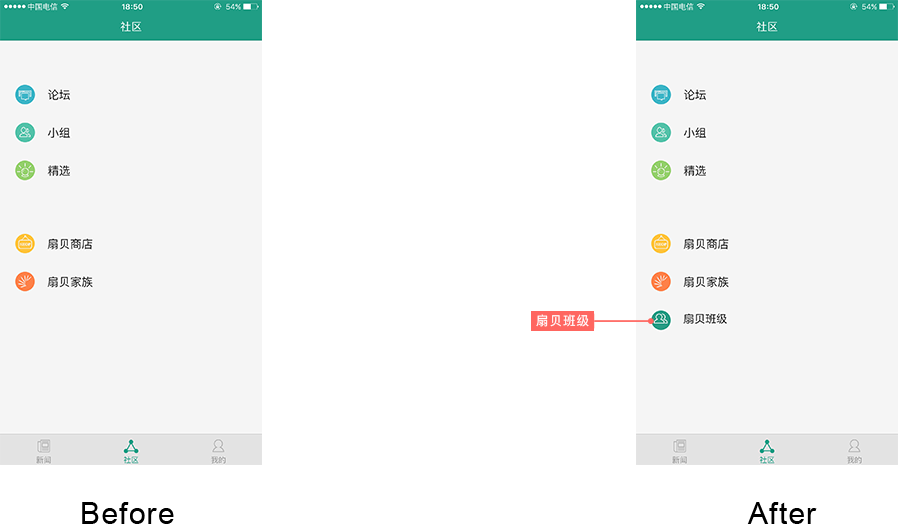 中国电信 18:50 54%
社区
论坛
小组
精选
扇贝商店
扇贝家族
新闻 社区 我的
Before
中国电信 18:50 54%
社区
论坛
小组
精选
扇贝商店
扇贝家族
扇贝班级
扇贝班级
新闻 社区 我的
After